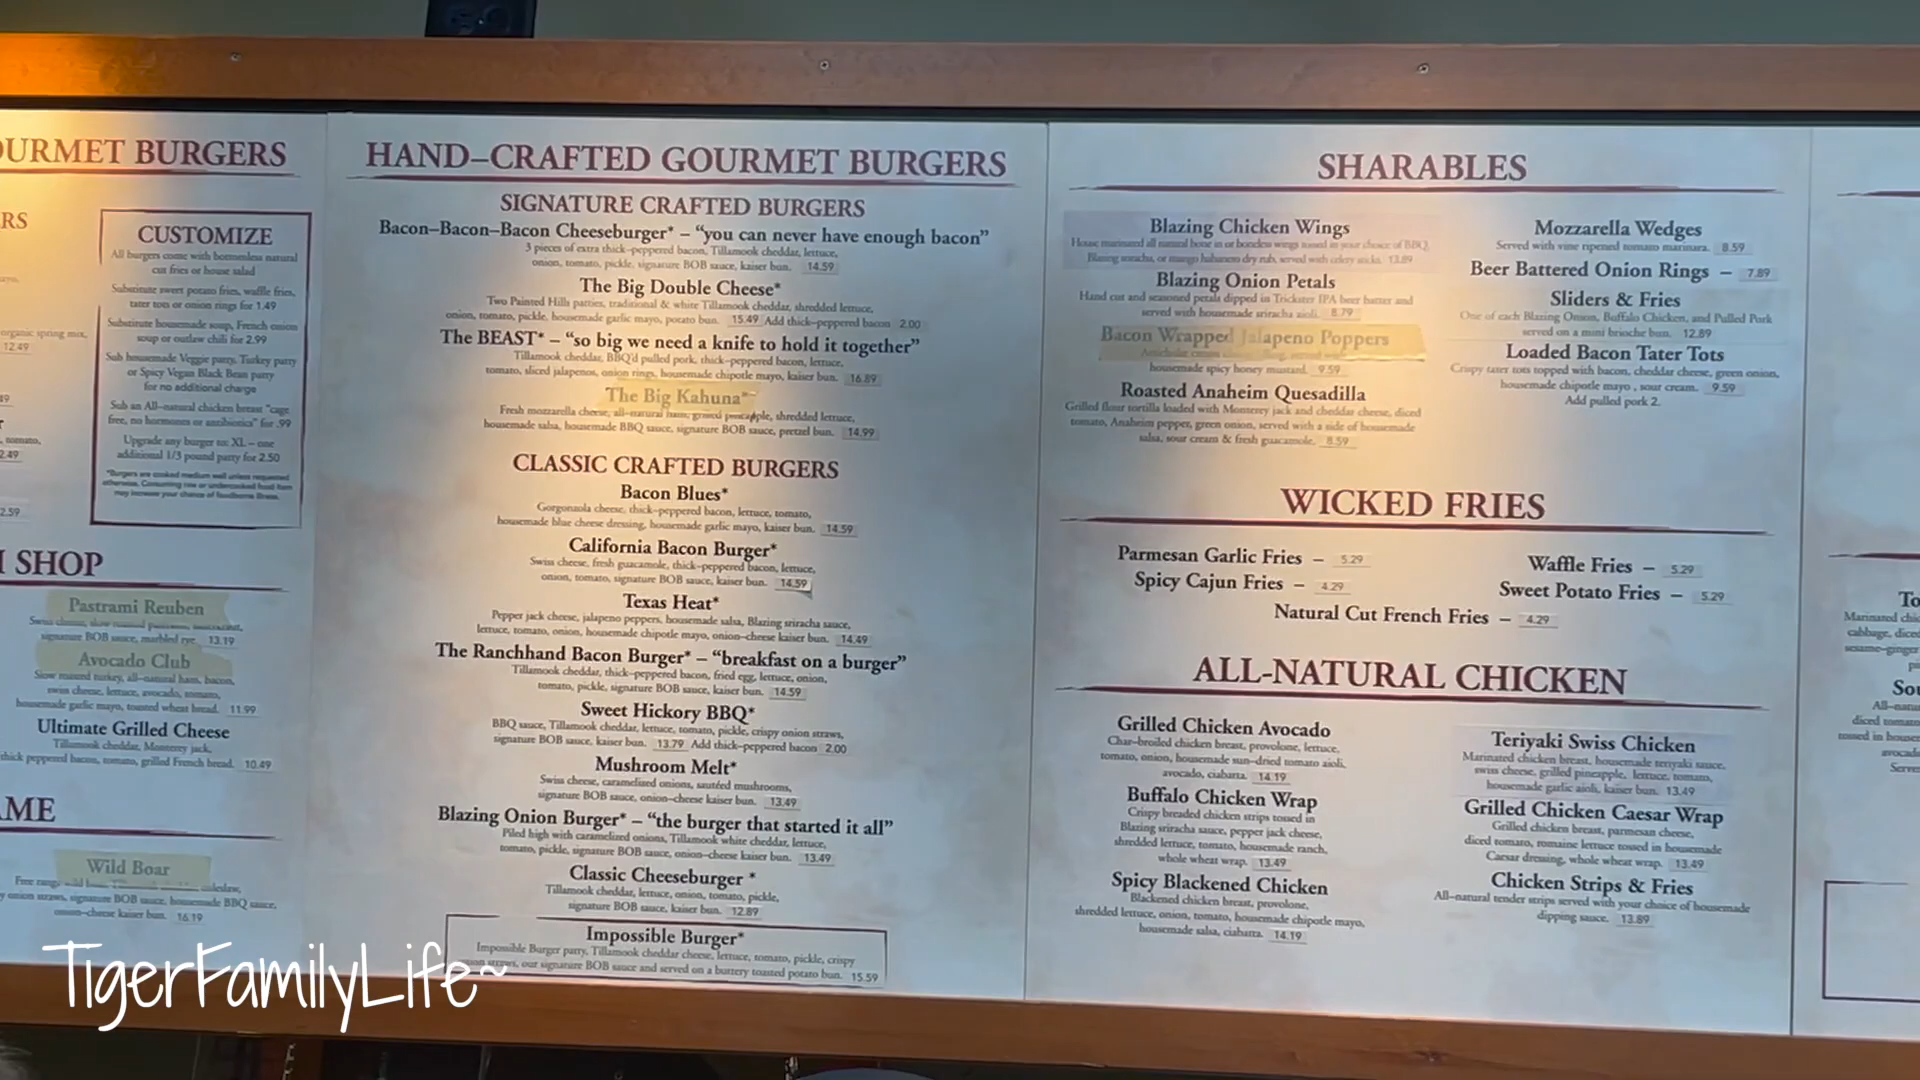 OURMET BURGERS
RS
organic spring mix,
12.49
tomato,
2.49
2.59
CUSTOMIZE
All burgers come with bottomless natural
cut fries or house salad
Substitute sweet potato fries, waffle fries,
tater tots or onion rings for 1.49
Substitute housemade soup, French onion
soup or outlaw chili for 2.99
Sub housemade Veggie patty, Turkey patty
or Spicy Vegan Black Bean patty
for no additional charge
Sub an All-natural chicken breast "cage
free, no hormones or antibiotics" for .99
Upgrade any burger to: XL – one
additional 1/3 pound patty for 2.50
*Burgers are cooked medium well unless requested
otherwise. Consuming raw or undercooked food item
may increase your chance of foodborne illness.
SHOP
Pastrami Reuben
signature BOB sauce, marbled rye. 13.19
Avocado Club
Slow roasted turkey, all-natural ham, bacon,
swiss cheese, lettuce, avocado, tomato,
housemade garlic mayo, toasted wheat bread. 11.99
Ultimate Grilled Cheese
Tillamook cheddar, Monterey jack,
thick peppered bacon, tomato, grilled French bread. 10.49
AME
Wild Boar
onion straws, signature BOB sauce, housemade BBQ sauce,
onion-cheese kaiser bun. 16.19
HAND-CRAFTED GOURMET BURGERS
SIGNATURE CRAFTED BURGERS
Bacon-Bacon-Bacon Cheeseburger* – "you can never have enough bacon"
3 pieces of extra thick-peppered bacon, Tillamook cheddar, lettuce,
onion, tomato, pickle, signature BOB sauce, kaiser bun. 14.59
The Big Double Cheese*
Two Painted Hills patties, traditional & white Tillamook cheddar, shredded lettuce,
onion, tomato, pickle, housemade garlic mayo, potato bun. 15.49 Add thick-peppered bacon 2.00
The BEAST* – "so big we need a knife to hold it together"
Tillamook cheddar, BBQ'd pulled pork, thick-peppered bacon, lettuce,
tomato, sliced jalapenos, onion rings, housemade chipotle mayo, kaiser bun. 16.89
The Big Kahuna*
Fresh mozzarella cheese, all-natural ham, grilled pineapple, shredded lettuce,
housemade salsa, housemade BBQ sauce, signature BOB sauce, pretzel bun. 14.99
CLASSIC CRAFTED BURGERS
Bacon Blues*
Gorgonzola cheese, thick-peppered bacon, lettuce, tomato,
housemade blue cheese dressing, housemade garlic mayo, kaiser bun. 14.59
California Bacon Burger*
Swiss cheese, fresh guacamole, thick-peppered bacon, lettuce,
onion, tomato, signature BOB sauce, kaiser bun. 14.59
Texas Heat*
Pepper jack cheese, jalapeno peppers, housemade salsa, Blazing sriracha sauce,
lettuce, tomato, onion, housemade chipotle mayo, onion-cheese kaiser bun. 14.49
The Ranchhand Bacon Burger* – "breakfast on a burger"
Tillamook cheddar, thick-peppered bacon, fried egg, lettuce, onion,
tomato, pickle, signature BOB sauce, kaiser bun. 14.59
Sweet Hickory BBQ*
BBQ sauce, Tillamook cheddar, lettuce, tomato, pickle, crispy onion straws,
signature BOB sauce, kaiser bun. 13.79 Add thick-peppered bacon 2.00
Mushroom Melt*
Swiss cheese, caramelized onions, sautéed mushrooms,
signature BOB sauce, onion-cheese kaiser bun. 13.49
Blazing Onion Burger* – "the burger that started it all"
Piled high with caramelized onions, Tillamook white cheddar, lettuce,
tomato, pickle, signature BOB sauce, onion-cheese kaiser bun. 13.49
Classic Cheeseburger *
Tillamook cheddar, lettuce, onion, tomato, pickle,
signature BOB sauce, kaiser bun. 12.89
Impossible Burger*
Impossible Burger patty, Tillamook cheddar cheese, lettuce, tomato, pickle, crispy
onion straws, our signature BOB sauce and served on a buttery toasted potato bun. 15.59
SHARABLES
Blazing Chicken Wings
House marinated all natural bone in or boneless wings tossed in your choice of BBQ,
Blazing sriracha, or mango habanero dry rub, served with celery sticks. 13.89
Blazing Onion Petals
Hand cut and seasoned petals dipped in Trickster IPA beer batter and
served with housemade sriracha aioli. 8.79
Bacon Wrapped Jalapeno Poppers
housemade spicy honey mustard. 9.59
Roasted Anaheim Quesadilla
Grilled flour tortilla loaded with Monterey jack and cheddar cheese, diced
tomato, Anaheim pepper, green onion, served with a side of housemade
salsa, sour cream & fresh guacamole. 8.59
Mozzarella Wedges
Served with vine ripened tomato marinara. 8.59
Beer Battered Onion Rings – 7.89
Sliders & Fries
One of each Blazing Onion, Buffalo Chicken, and Pulled Pork
served on a mini brioche bun. 12.89
Loaded Bacon Tater Tots
Crispy tater tots topped with bacon, cheddar cheese, green onion,
housemade chipotle mayo , sour cream. 9.59
Add pulled pork 2.
WICKED FRIES
Parmesan Garlic Fries – 5.29
Spicy Cajun Fries – 4.29
Waffle Fries – 5.29
Sweet Potato Fries – 5.29
Natural Cut French Fries – 4.29
ALL-NATURAL CHICKEN
Grilled Chicken Avocado
Char-broiled chicken breast, provolone, lettuce,
tomato, onion, housemade sun-dried tomato aioli,
avocado, ciabatta. 14.19
Buffalo Chicken Wrap
Crispy breaded chicken strips tossed in
Blazing sriracha sauce, pepper jack cheese,
shredded lettuce, tomato, housemade ranch,
whole wheat wrap. 13.49
Spicy Blackened Chicken
Blackened chicken breast, provolone,
shredded lettuce, onion, tomato, housemade chipotle mayo,
housemade salsa, ciabatta. 14.19
Teriyaki Swiss Chicken
Marinated chicken breast, housemade teriyaki sauce,
swiss cheese, grilled pineapple, lettuce, tomato,
housemade garlic aioli, kaiser bun. 13.49
Grilled Chicken Caesar Wrap
Grilled chicken breast, parmesan cheese,
diced tomato, romaine lettuce tossed in housemade
Caesar dressing, whole wheat wrap. 13.49
Chicken Strips & Fries
All-natural tender strips served with your choice of housemade
dipping sauce. 13.89
To
Marinated chic
cabbage, diced
sesame-ginger
Sou
All-natu
diced tomato
tossed in house
avocado
Serve
TigerFamilyLife~